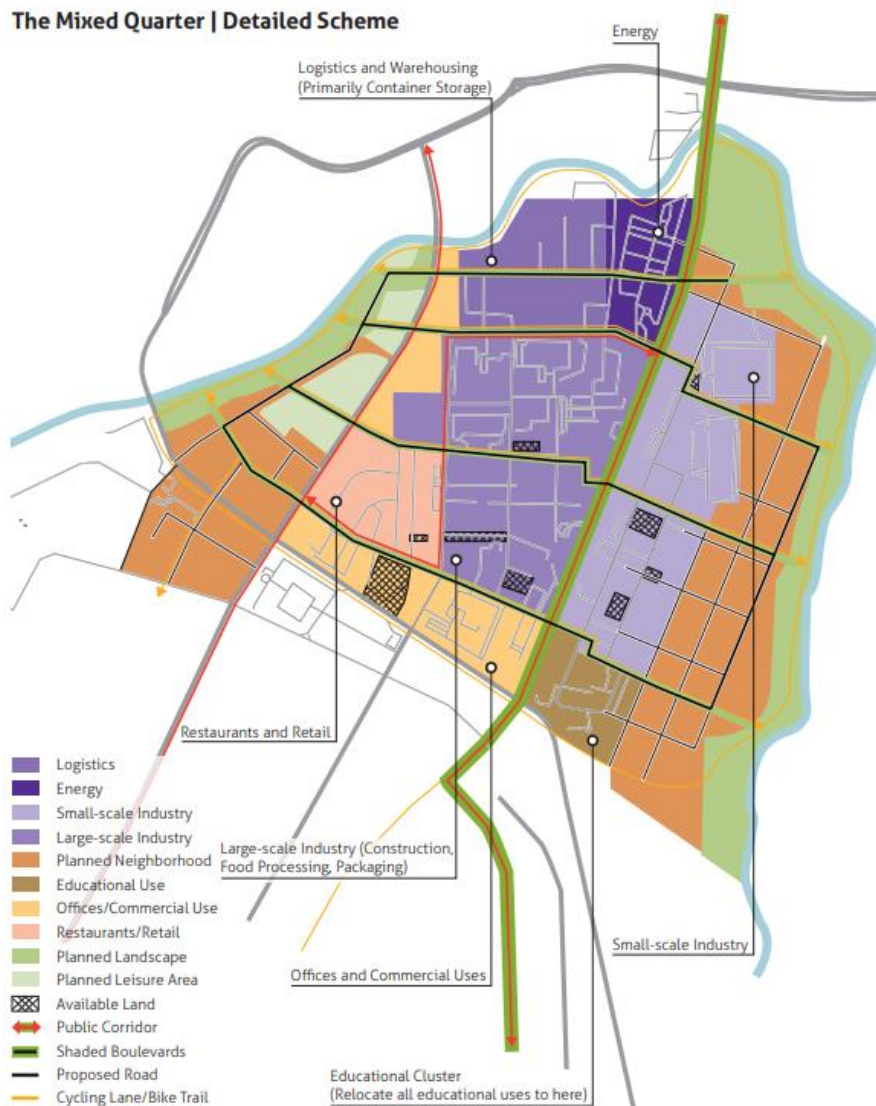 The Mixed Quarter | Detailed Scheme
Energy
Logistics and Warehousing
(Primarily Container Storage)
Restaurants and Retail
Large-scale Industry (Construction,
Food Processing, Packaging)
Offices and Commercial Uses
Small-scale Industry
Educational Cluster
(Relocate all educational uses to here)
Logistics
Energy
Small-scale Industry
Large-scale Industry
Planned Neighborhood
Educational Use
Offices/Commercial Use
Restaurants/Retail
Planned Landscape
Planned Leisure Area
Available Land
Public Corridor
Shaded Boulevards
Proposed Road
Cycling Lane/Bike Trail